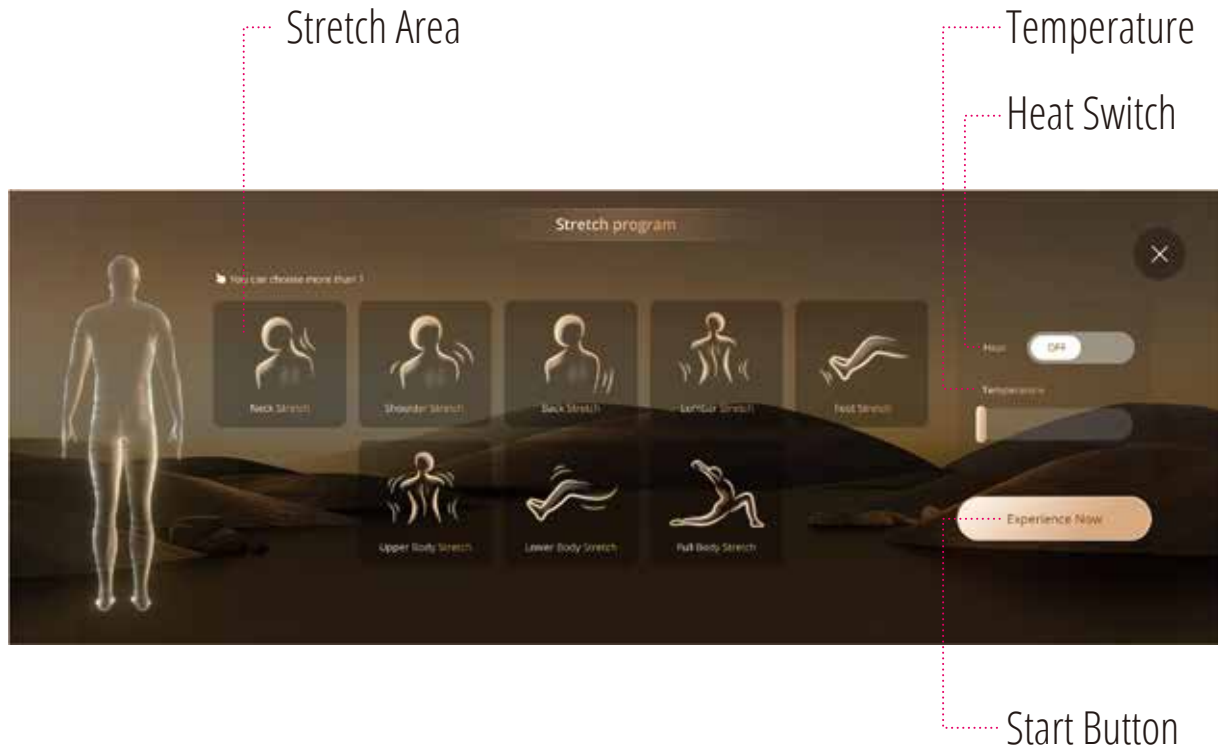 Stretch Area
Temperature
Heat Switch
Stretch program
You can choose more than 1
Neck Stretch
Shoulder Stretch
Back Stretch
Lumbar Stretch
Foot Stretch
Heat
OFF
Temperature
Upper Body Stretch
Lower Body Stretch
Full Body Stretch
Experience Now
Start Button